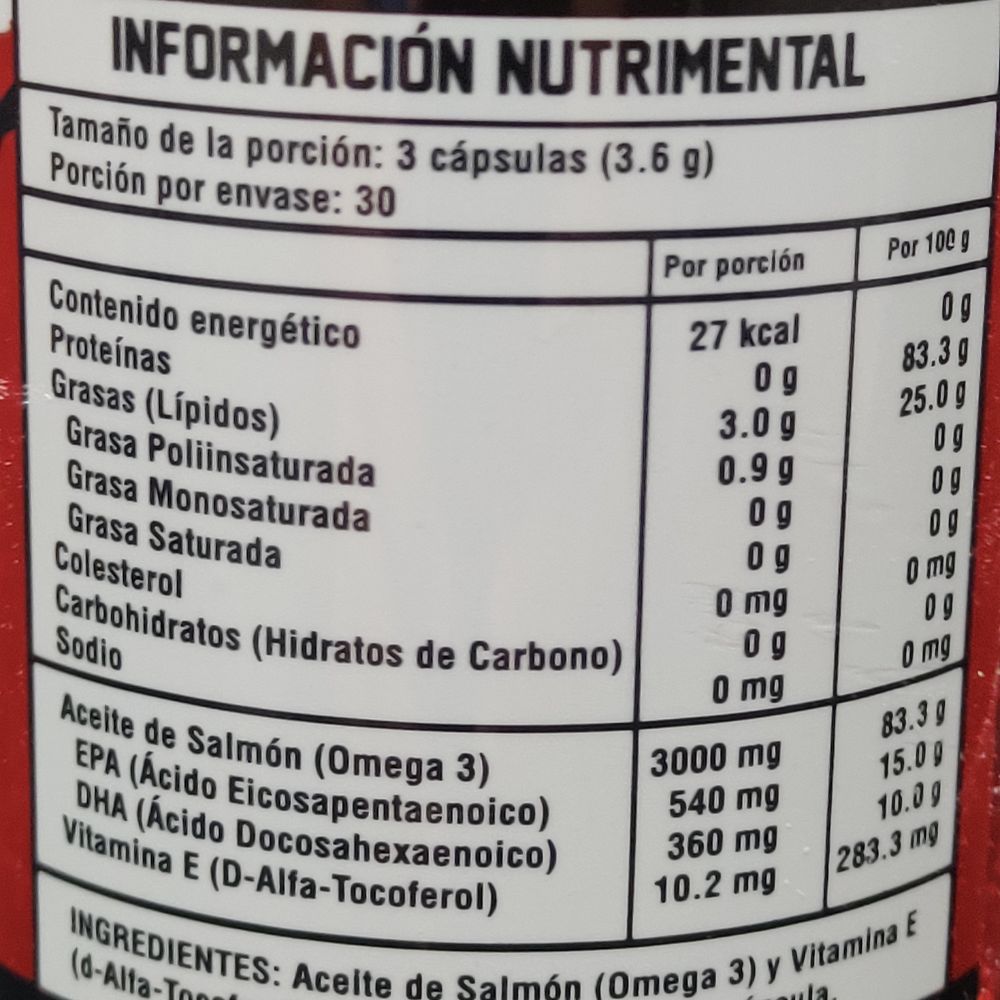 INFORMACIÓN NUTRIMENTAL
Tamaño de la porción: 3 cápsulas (3.6 g)
Porción por envase: 30
Por porción Por 100 g
Contenido energético 27 kcal 0 g
Proteínas 0 g 83.3 g
Grasas (Lípidos) 3.0 g 25.0 g
Grasa Poliinsaturada 0.9 g 0 g
Grasa Monosaturada 0 g 0 g
Grasa Saturada 0 g 0 g
Colesterol 0 mg 0 mg
Carbohidratos (Hidratos de Carbono) 0 g 0 g
Sodio 0 mg 0 mg
Aceite de Salmón (Omega 3) 3000 mg 83.3 g
EPA (Ácido Eicosapentaenoico) 540 mg 15.0 g
DHA (Ácido Docosahexaenoico) 360 mg 10.0 g
Vitamina E (D-Alfa-Tocoferol) 10.2 mg 283.3 mg
INGREDIENTES: Aceite de Salmón (Omega 3) y Vitamina E